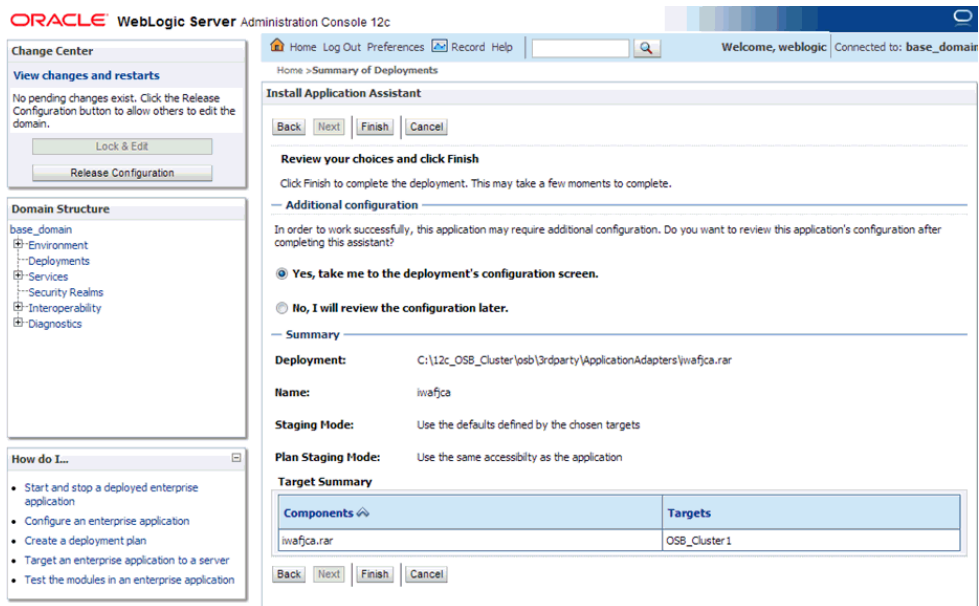 ORACLE WebLogic Server Administration Console 12c
Change Center
View changes and restarts
No pending changes exist. Click the Release
Configuration button to allow others to edit the
domain.
Lock & Edit
Release Configuration
Domain Structure
base_domain
Environment
Deployments
Services
Security Realms
Interoperability
Diagnostics
How do I...
Start and stop a deployed enterprise
application
Configure an enterprise application
Create a deployment plan
Target an enterprise application to a server
Test the modules in an enterprise application
Home Log Out Preferences Record Help
Welcome, weblogic Connected to: base_domain
Home >Summary of Deployments
Install Application Assistant
Back Next Finish Cancel
Review your choices and click Finish
Click Finish to complete the deployment. This may take a few moments to complete.
Additional configuration
In order to work successfully, this application may require additional configuration. Do you want to review this application's configuration after
completing this assistant?
Yes, take me to the deployment's configuration screen.
No, I will review the configuration later.
Summary
Deployment: C:\12c_OSB_Cluster\osb\3rdparty\ApplicationAdapters\iwafjca.rar
Name: iwafjca
Staging Mode: Use the defaults defined by the chosen targets
Plan Staging Mode: Use the same accessibilty as the application
Target Summary
Components Targets
iwafjca.rar OSB_Cluster1
Back Next Finish Cancel